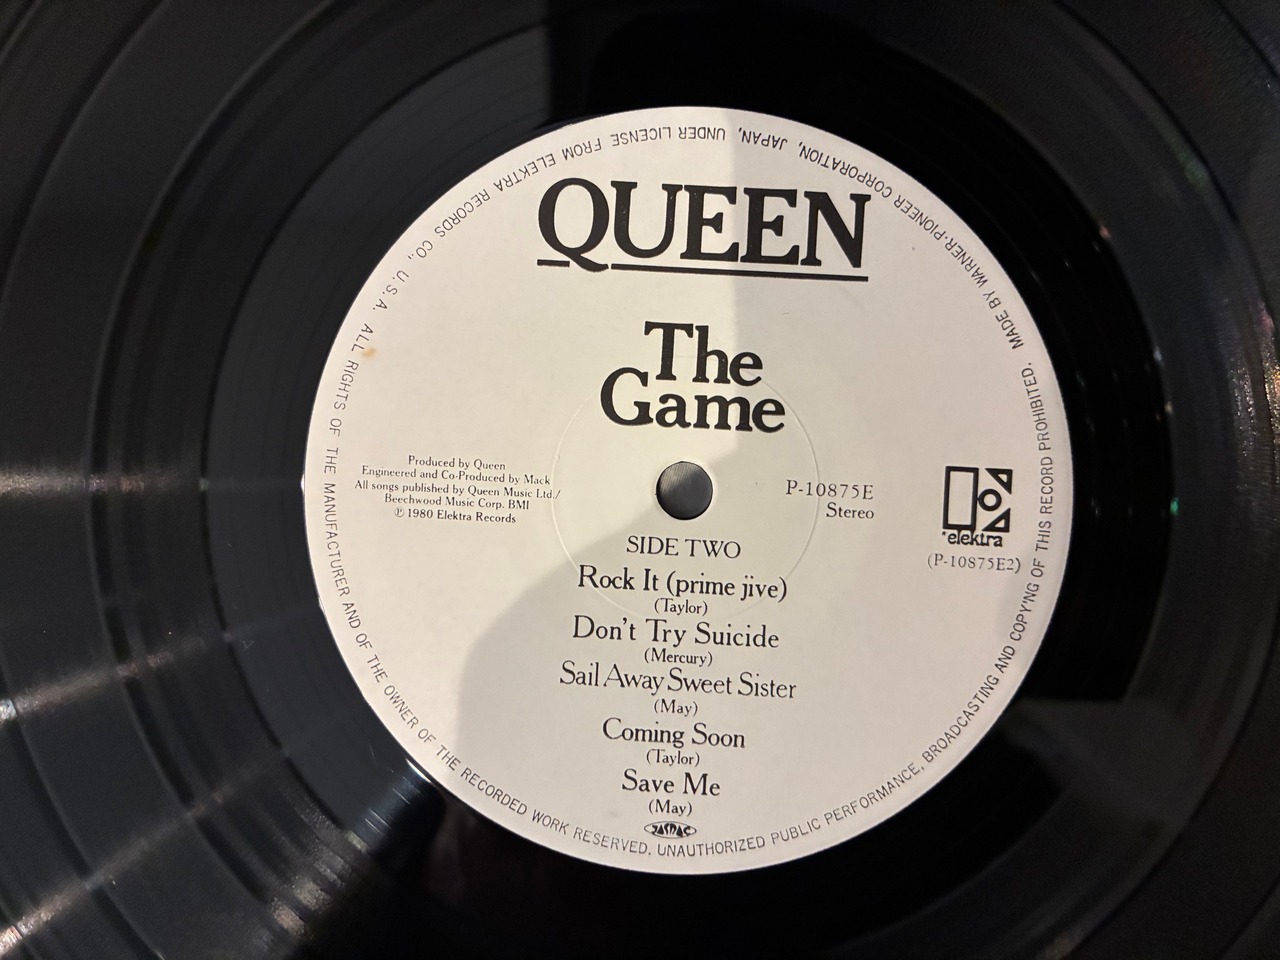 QUEEN
The
Game
Produced by Queen
Engineered and Co-Produced by Mack
All songs published by Queen Music Ltd./
Beechwood Music Corp. BMI
℗ 1980 Elektra Records
P-10875E
Stereo
elektra
(P-10875E2)
SIDE TWO
Rock It (prime jive)
(Taylor)
Don't Try Suicide
(Mercury)
Sail Away Sweet Sister
(May)
Coming Soon
(Taylor)
Save Me
(May)
JASRAC
MADE BY WARNER-PIONEER CORPORATION, JAPAN, UNDER LICENSE FROM ELEKTRA RECORDS CO., U.S.A. ALL RIGHTS OF THE MANUFACTURER AND OF THE OWNER OF THE RECORDED WORK RESERVED. UNAUTHORIZED PUBLIC PERFORMANCE, BROADCASTING AND COPY'NG OF THIS RECORD PROHIBITED.